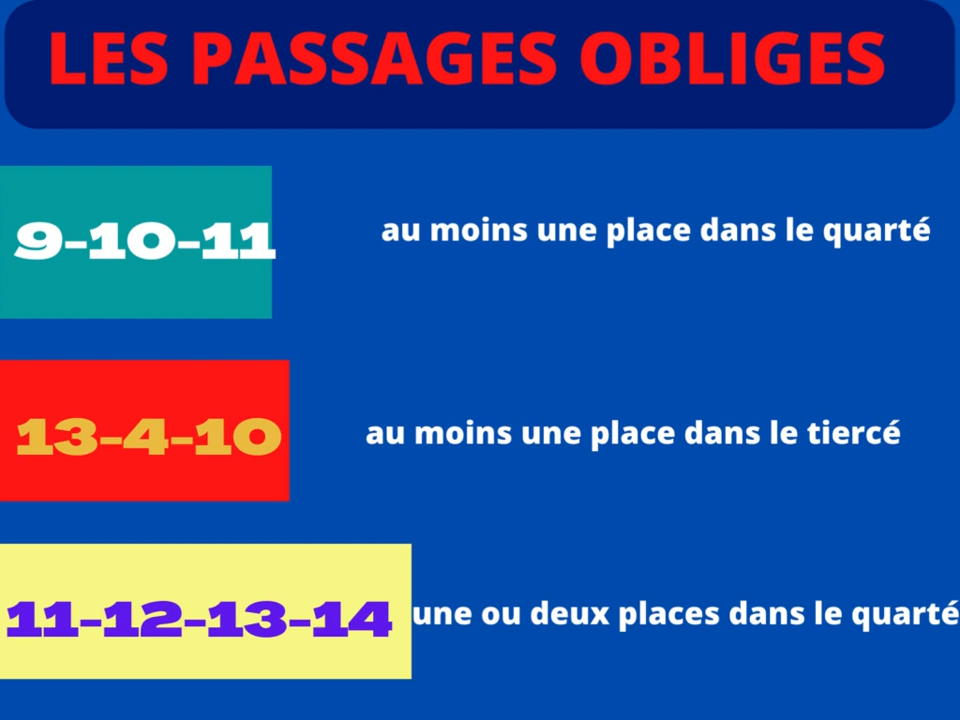 LES PASSAGES OBLIGES
9-10-11
au moins une place dans le quarté
13-4-10
au moins une place dans le tiercé
11-12-13-14
une ou deux places dans le quarté